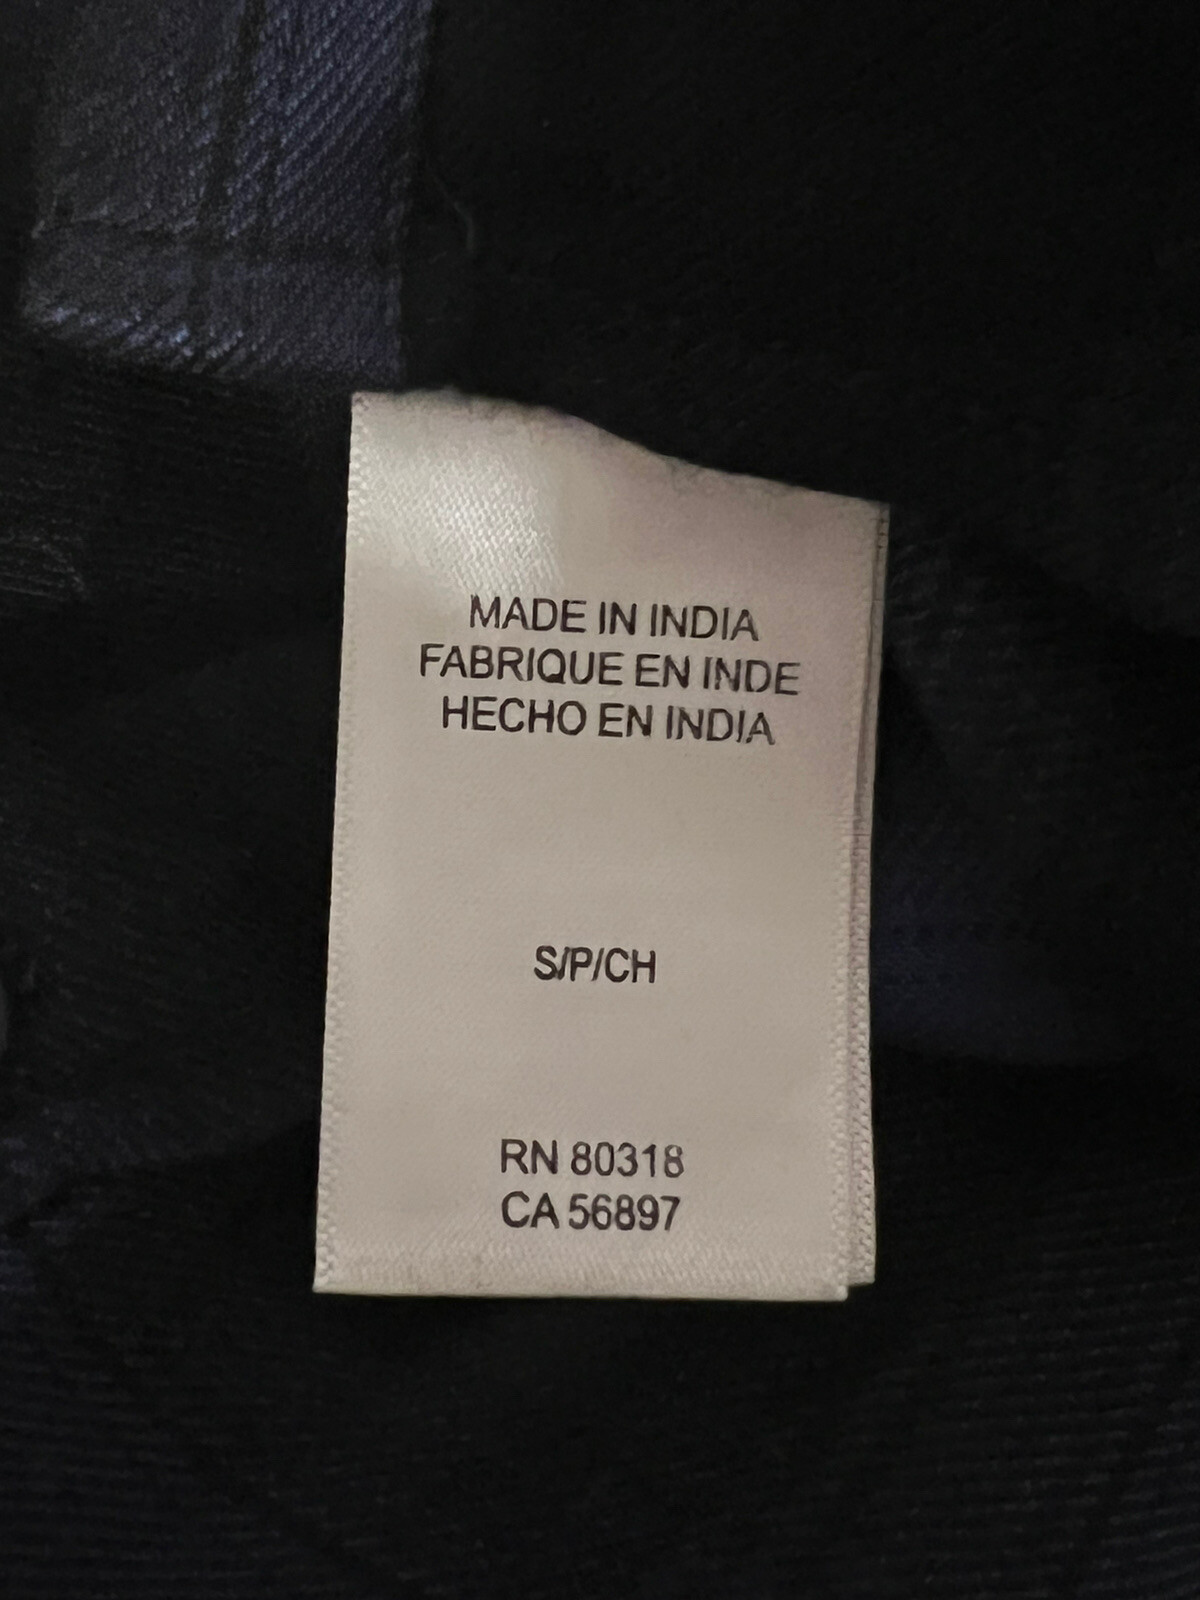 MADE IN INDIA
FABRIQUE EN INDE
HECHO EN INDIA
S/P/CH
RN 80318
CA 56897